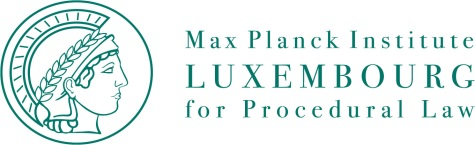 Max Planck Institute
LUXEMBOURG
for Procedural Law